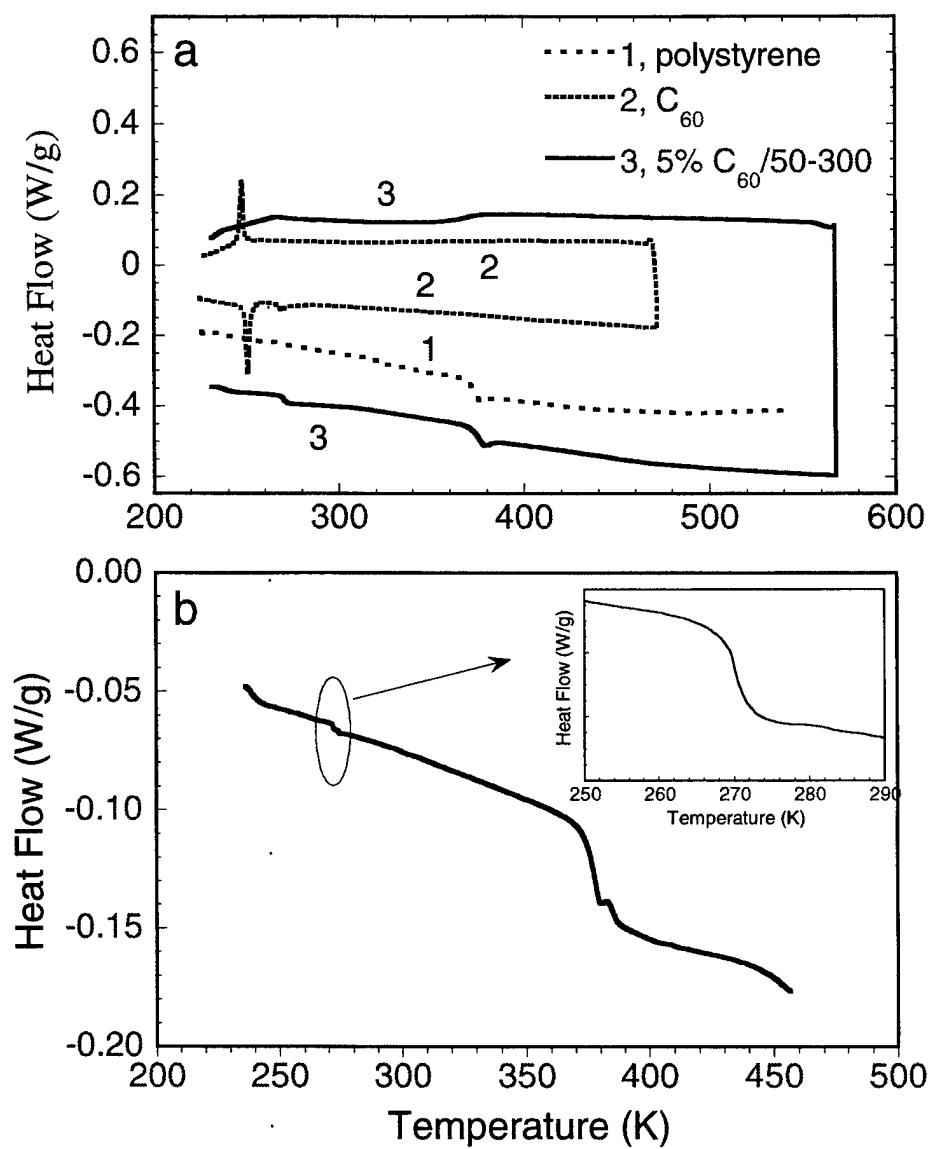 a
1, polystyrene
2, C60
3, 5% C60/50-300
0.6
0.4
0.2
0
-0.2
-0.4
-0.6
Heat Flow (W/g)
3
2
2
1
3
200 300 400 500 600
b
0.00
-0.05
-0.10
-0.15
-0.20
Heat Flow (W/g)
Heat Flow (W/g)
250 260 270 280 290
Temperature (K)
200 250 300 350 400 450 500
Temperature (K)